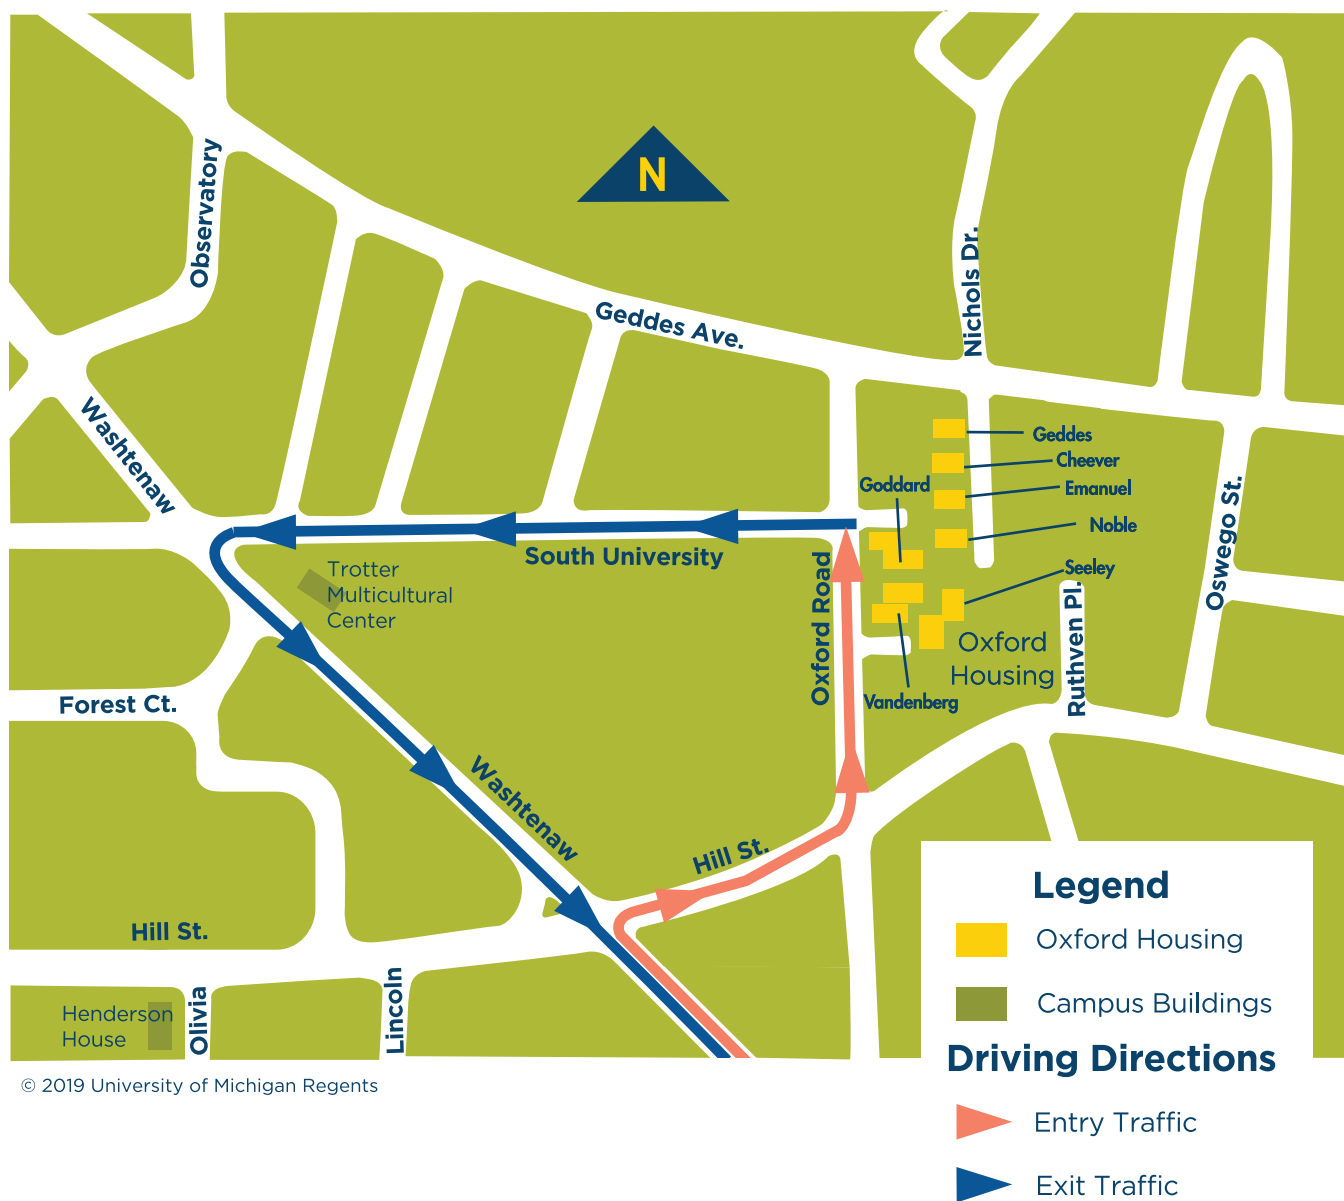 N
Observatory
Geddes Ave.
Nichols Dr.
Washtenaw
Geddes
Cheever
Goddard
Emanuel
Noble
Oswego St.
South University
Oxford Road
Seeley
Trotter
Multicultural
Center
Ruthven Pl.
Oxford
Housing
Vandenberg
Forest Ct.
Washtenaw
Hill St.
Hill St.
Henderson
House
Olivia
Lincoln
Legend
Oxford Housing
Campus Buildings
Driving Directions
Entry Traffic
Exit Traffic
© 2019 University of Michigan Regents